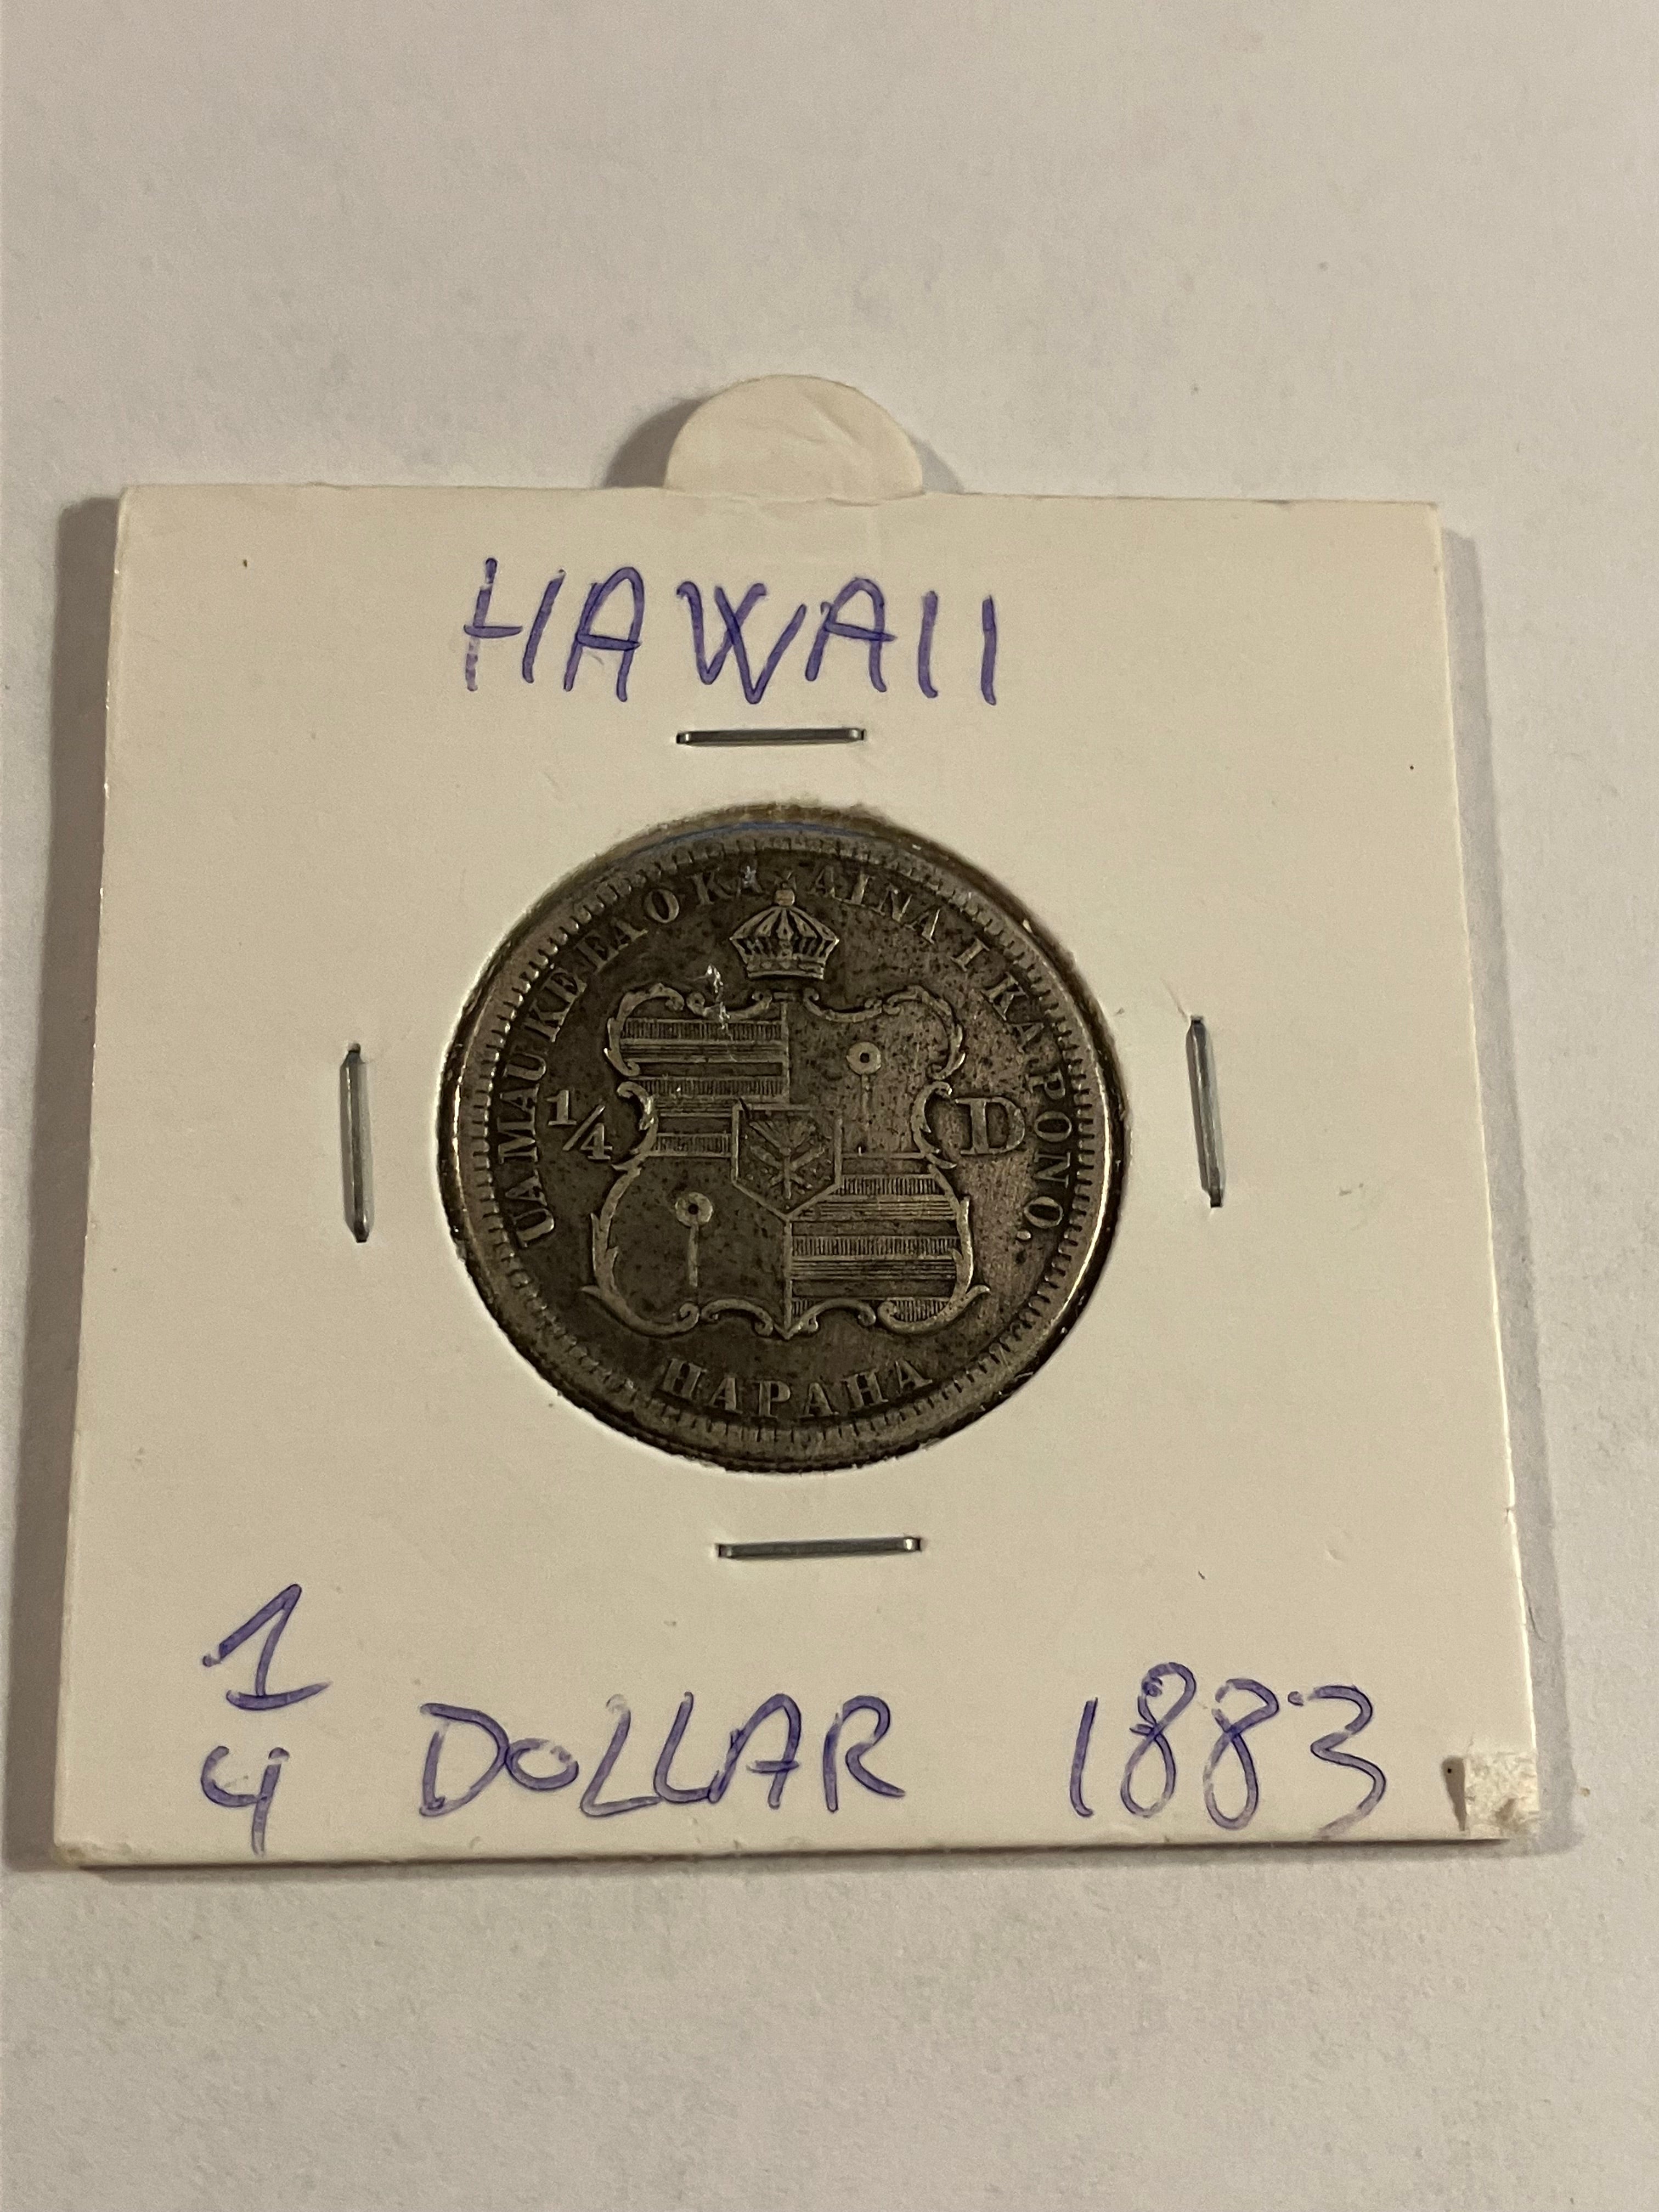 HAWAII
UA MAU KE EA O KA AINA I KA PONO.
1/4 D
HAPAHA
1/4 DOLLAR 1883